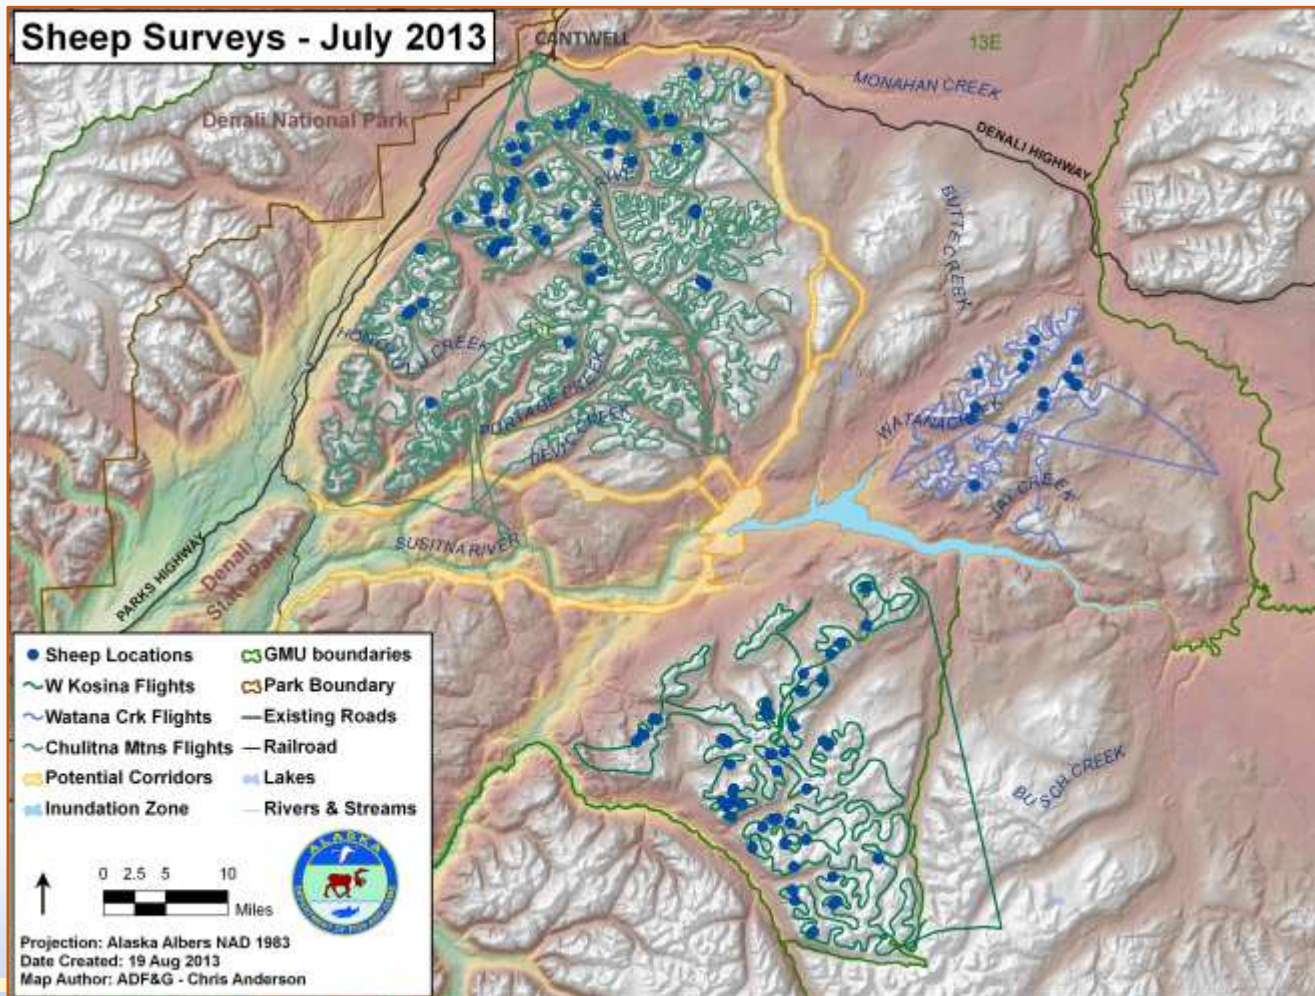 Sheep Surveys - July 2013
CANTWELL
13E
MONAHAN CREEK
Denali National Park
DENALI HIGHWAY
BUTTE CREEK
PORTAGE CREEK
DEVIL CREEK
WATANA CREEK
JAY CREEK
SUSITNA RIVER
PARKS HIGHWAY
Denali
State Park
BUSCH CREEK
Sheep Locations
W Kosina Flights
Watana Crk Flights
Chulitna Mtns Flights
Potential Corridors
Inundation Zone
GMU boundaries
Park Boundary
Existing Roads
Railroad
Lakes
Rivers & Streams
0 2.5 5 10
Miles
ALASKA
Projection: Alaska Albers NAD 1983
Date Created: 19 Aug 2013
Map Author: ADF&G - Chris Anderson